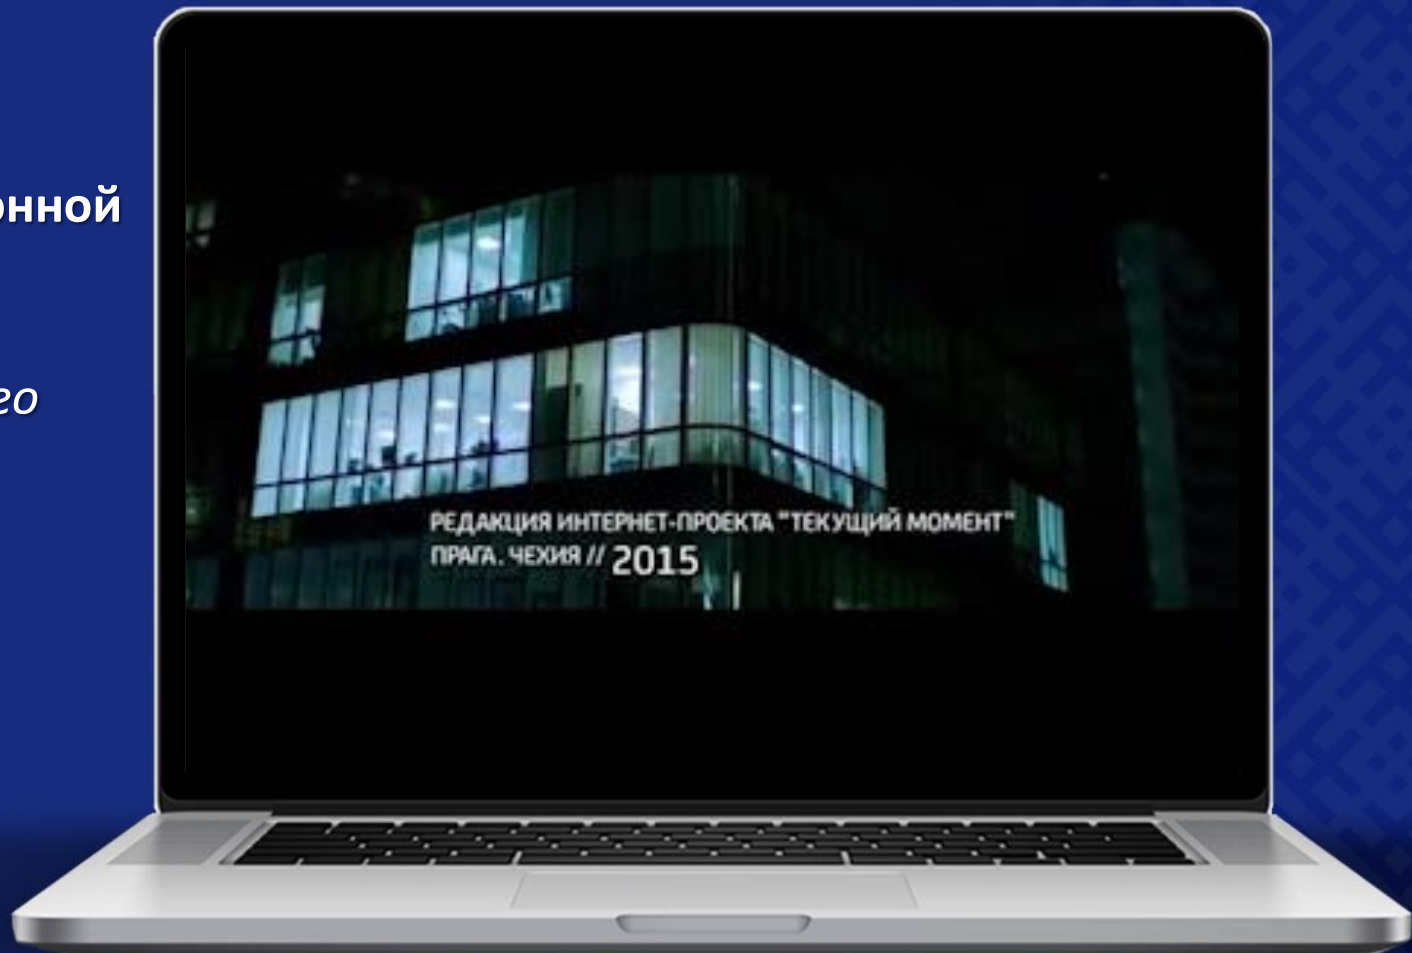 онной
го
РЕДАКЦИЯ ИНТЕРНЕТ-ПРОЕКТА "ТЕКУЩИЙ МОМЕНТ"
ПРАГА. ЧЕХИЯ // 2015